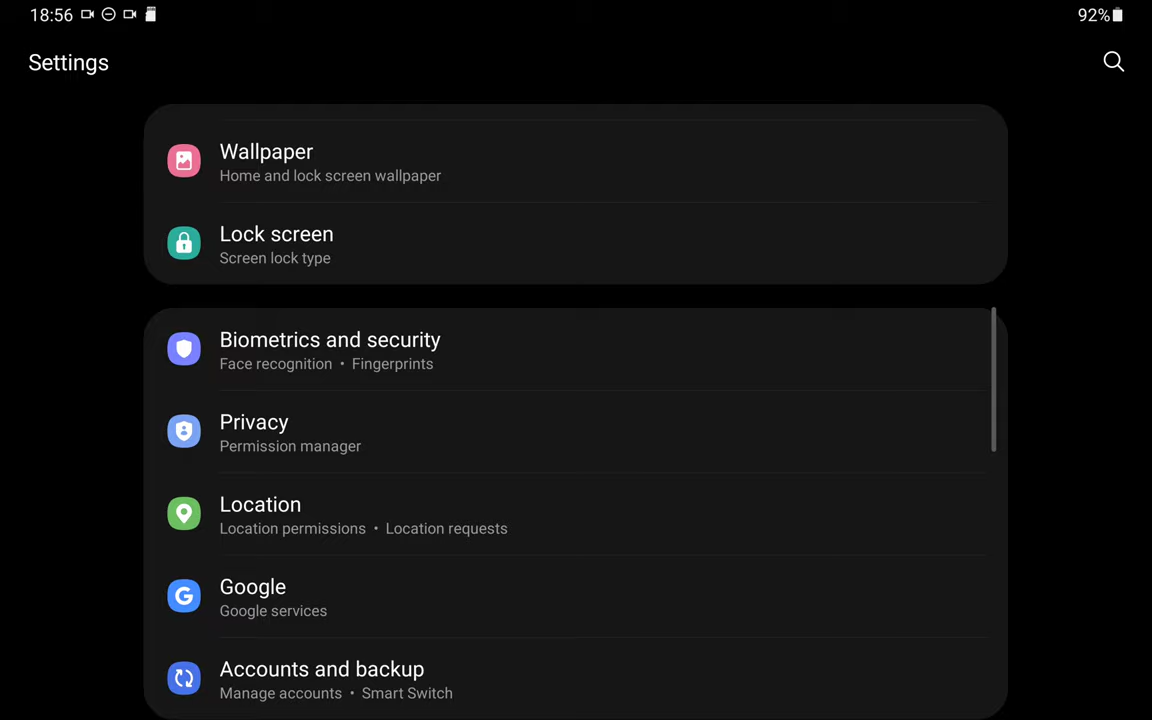 18:56
92%
Settings
Wallpaper
Home and lock screen wallpaper
Lock screen
Screen lock type
Biometrics and security
Face recognition • Fingerprints
Privacy
Permission manager
Location
Location permissions • Location requests
Google
Google services
Accounts and backup
Manage accounts • Smart Switch